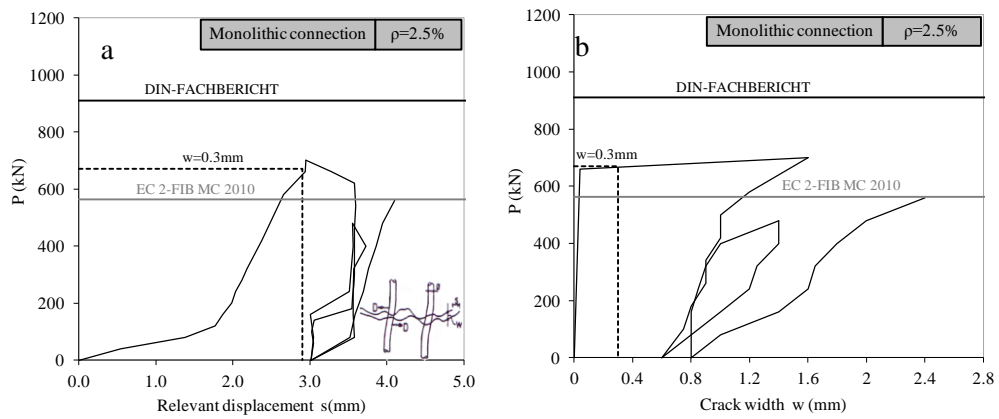 a
Monolithic connection ρ=2.5%
1200
1000
800
600
400
200
0
P (kN)
DIN-FACHBERICHT
w=0.3mm
EC 2-FIB MC 2010
0.0 1.0 2.0 3.0 4.0 5.0
Relevant displacement s(mm)
b
Monolithic connection ρ=2.5%
1200
1000
800
600
400
200
0
P (kN)
DIN-FACHBERICHT
w=0.3mm
EC 2-FIB MC 2010
0 0.4 0.8 1.2 1.6 2 2.4 2.8
Crack width w (mm)